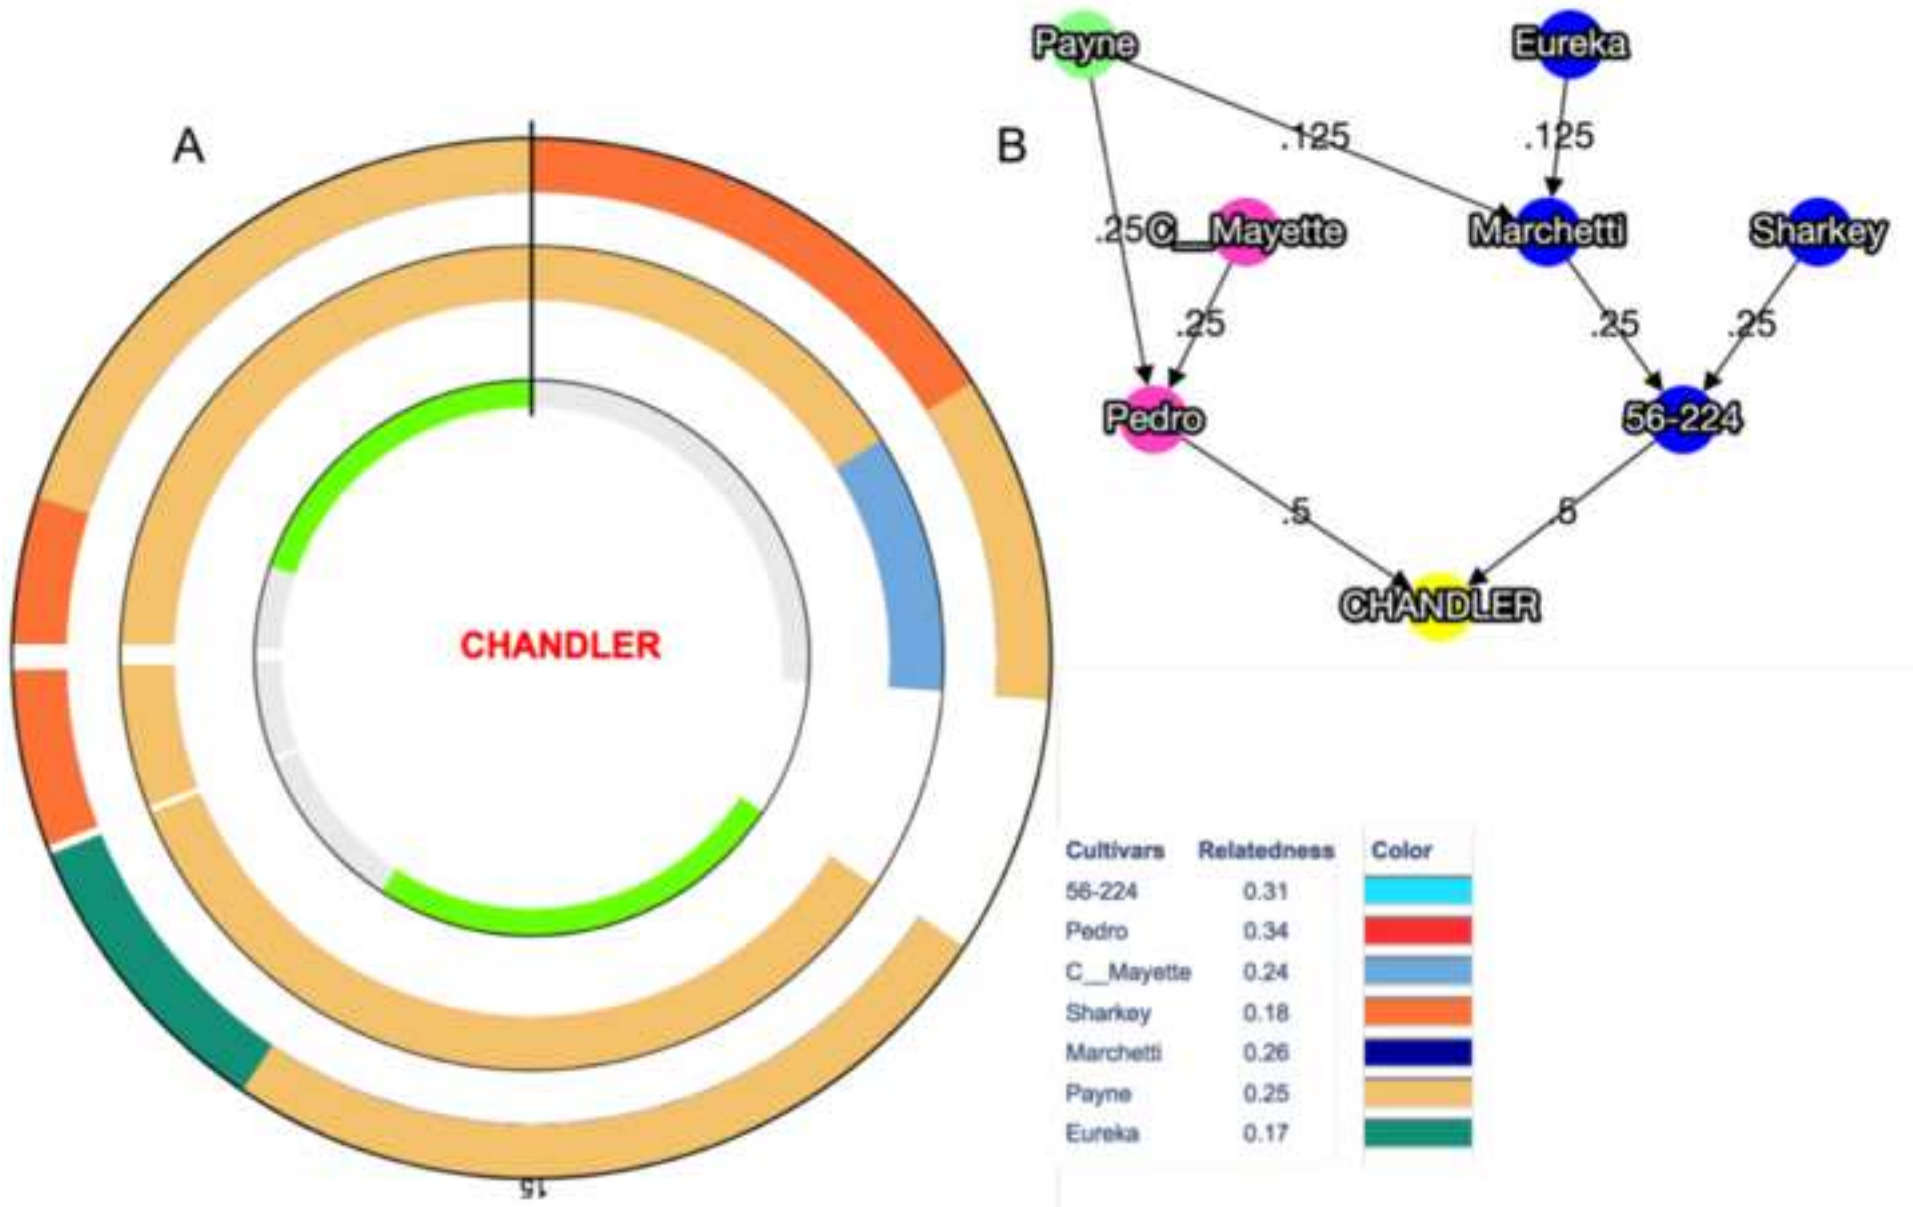 A
CHANDLER
15
B
Payne
Eureka
.125
.125
.25
C__Mayette
Marchetti
Sharkey
.25
.25
.25
Pedro
56-224
.5
.5
CHANDLER
Cultivars Relatedness Color
56-224 0.31
Pedro 0.34
C__Mayette 0.24
Sharkey 0.18
Marchetti 0.26
Payne 0.25
Eureka 0.17